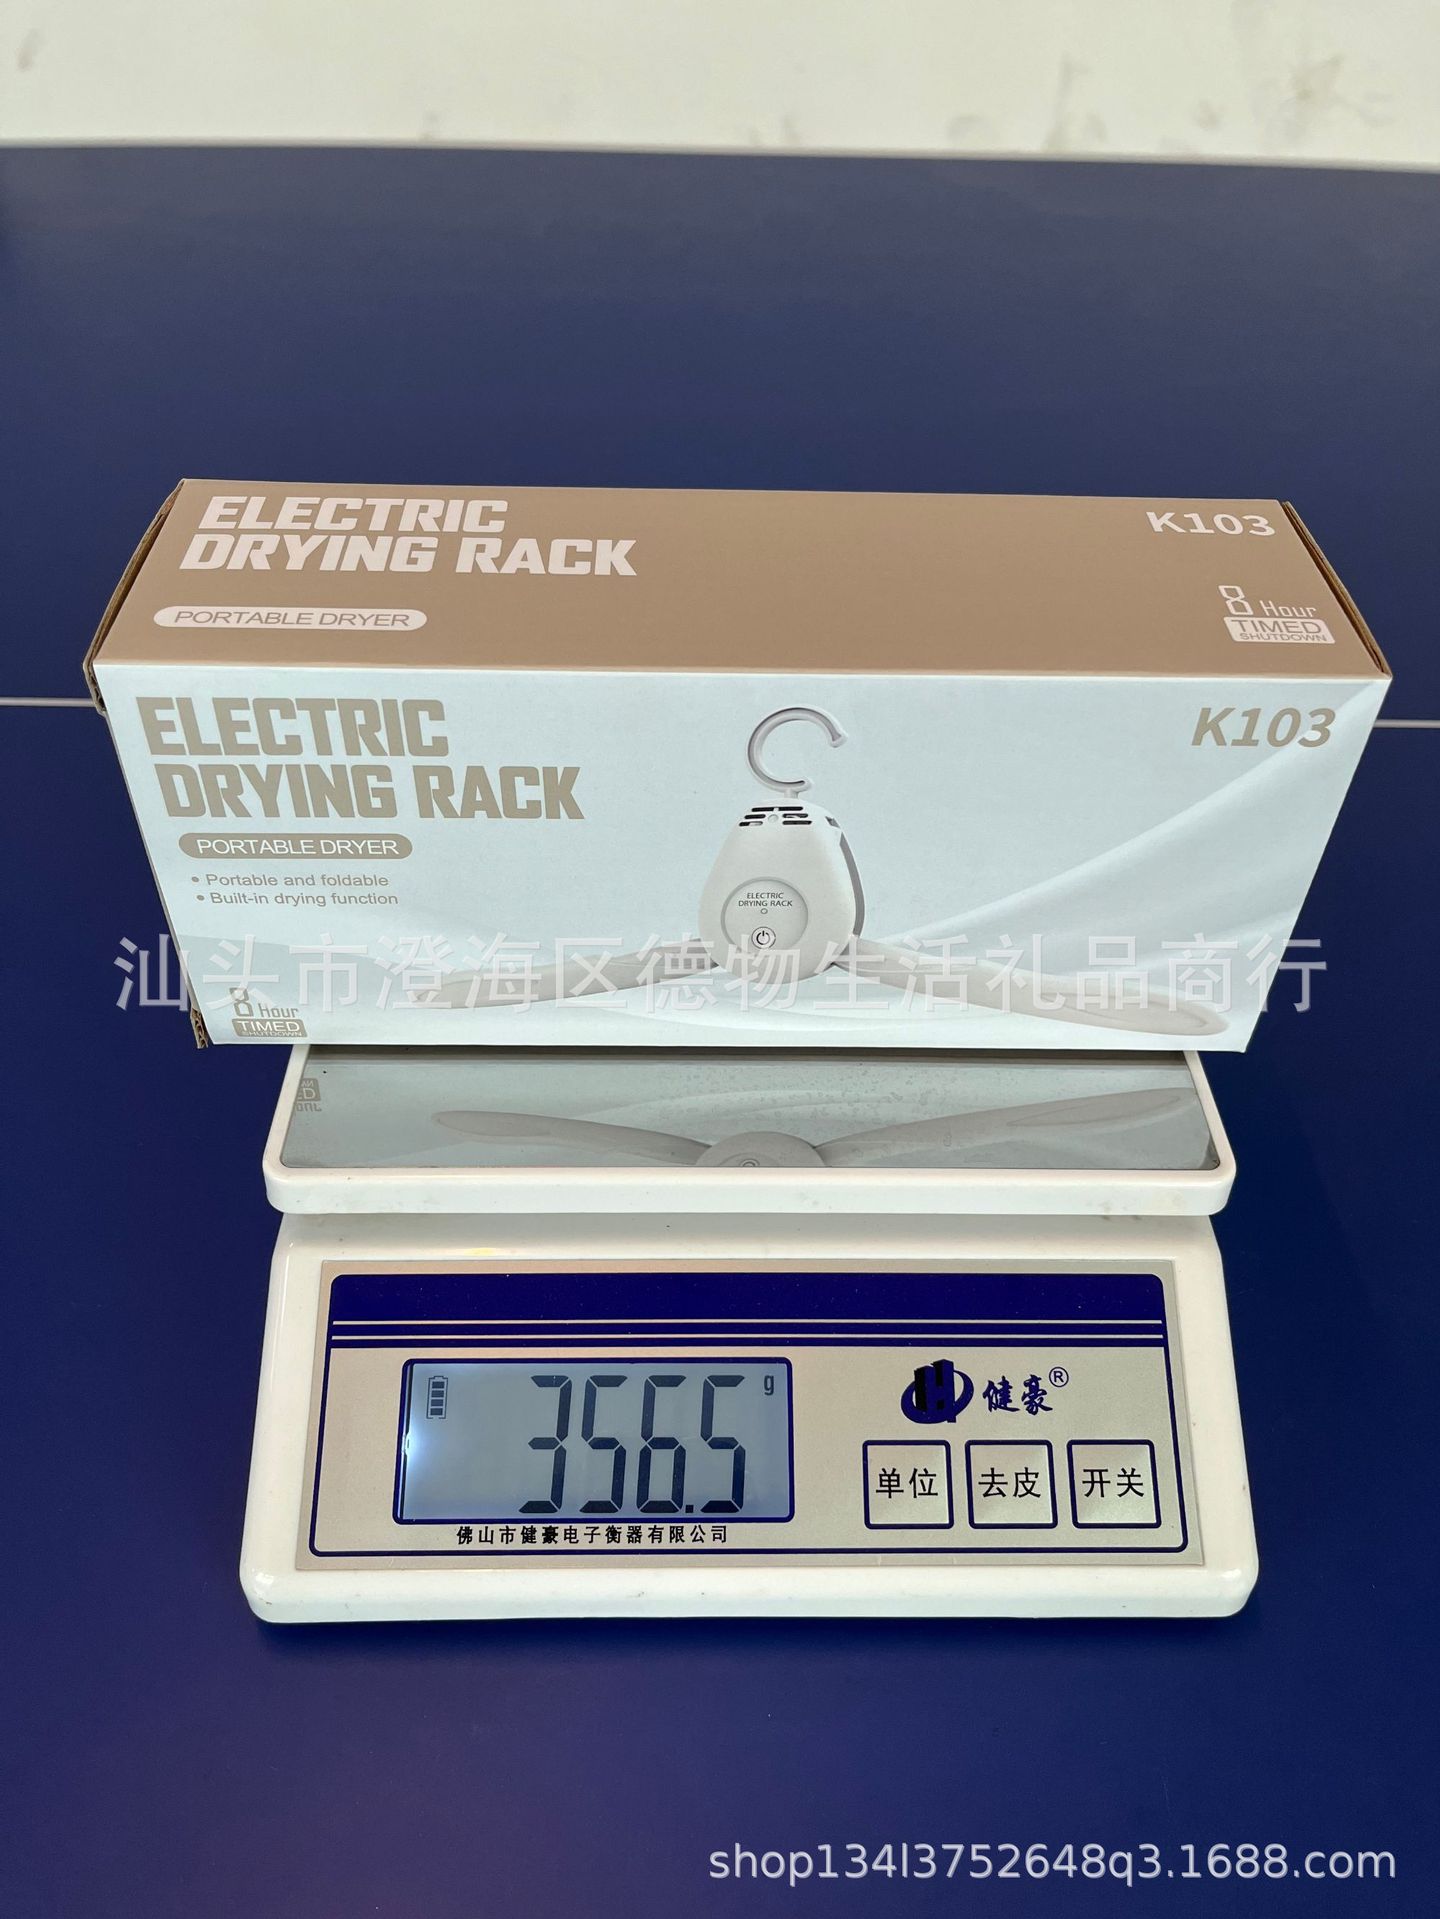 ELECTRIC
DRYING RACK
K103
PORTABLE DRYER
8 Hour
TIMED
SHUTDOWN
ELECTRIC
DRYING RACK
K103
PORTABLE DRYER
• Portable and foldable
• Built-in drying function
ELECTRIC
DRYING RACK
汕头市澄海区德物生活礼品商行
8 Hour
TIMED
SHUTDOWN
356.5 g
健豪®
单位 去皮 开关
佛山市健豪电子衡器有限公司
shop134l3752648q3.1688.com